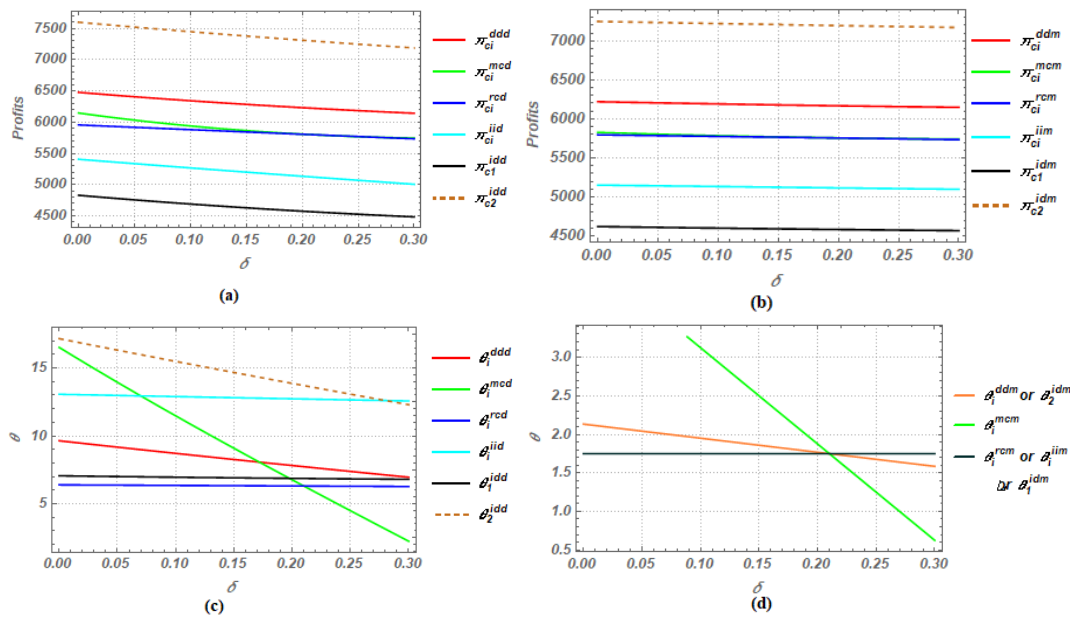 7500
7000
6500
6000
5500
5000
4500
Profits
0.00 0.05 0.10 0.15 0.20 0.25 0.30
δ
π_ci^ddd
π_ci^mcd
π_ci^rcd
π_ci^iid
π_c1^idd
π_c2^idd
(a)
7000
6500
6000
5500
5000
4500
Profits
0.00 0.05 0.10 0.15 0.20 0.25 0.30
δ
π_ci^ddm
π_ci^mcm
π_ci^rcm
π_ci^iim
π_c1^idm
π_c2^idm
(b)
15
10
5
θ
0.00 0.05 0.10 0.15 0.20 0.25 0.30
δ
θ_i^ddd
θ_i^mcd
θ_i^rcd
θ_i^iid
θ_1^idd
θ_2^idd
(c)
3.0
2.5
2.0
1.5
1.0
0.5
θ
0.00 0.05 0.10 0.15 0.20 0.25 0.30
δ
θ_i^ddm or θ_2^idm
θ_i^mcm
θ_i^rcm or θ_i^iim
or θ_1^idm
(d)